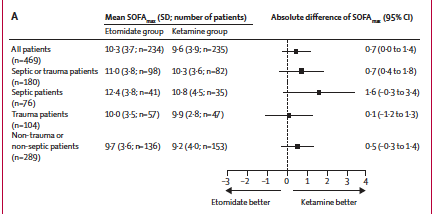 A
Mean SOFAmax (SD; number of patients) Absolute difference of SOFAmax (95% CI)
Etomidate group Ketamine group
All patients 10·3 (3·7; n=234) 9·6 (3·9; n=235) 0·7 (0·0 to 1·4)
(n=469)
Septic or trauma patients 11·0 (3·8; n=98) 10·3 (3·6; n=82) 0·7 (0·4 to 1·8)
(n=180)
Septic patients 12·4 (3·8; n=41) 10·8 (4·5; n=35) 1·6 (-0·3 to 3·4)
(n=76)
Trauma patients 10·0 (3·5; n=57) 9·9 (2·8; n=47) 0·1 (-1·2 to 1·3)
(n=104)
Non-trauma or
non-septic patients 9·7 (3·6; n=136) 9·2 (4·0; n=153) 0·5 (-0·3 to 1·4)
(n=289)
-3 -2 -1 0 1 2 3 4
Etomidate better Ketamine better